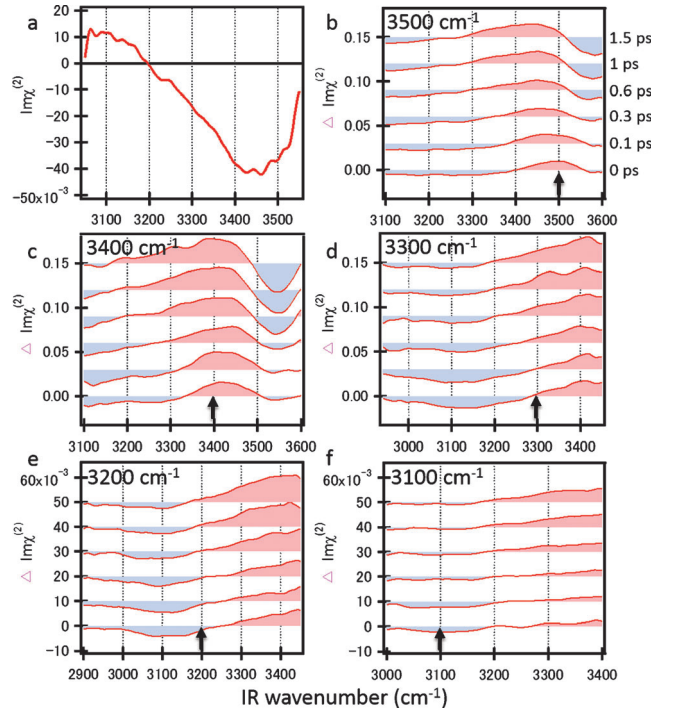 a
20
10
0
-10
-20
-30
-40
−50x10⁻³
Imχ⁽²⁾
3100 3200 3300 3400 3500
b
3500 cm⁻¹
0.15
0.10
0.05
0.00
△ Imχ⁽²⁾
1.5 ps
1 ps
0.6 ps
0.3 ps
0.1 ps
0 ps
3100 3200 3300 3400 3500 3600
c
3400 cm⁻¹
0.15
0.10
0.05
0.00
△ Imχ⁽²⁾
3100 3200 3300 3400 3500 3600
d
3300 cm⁻¹
0.15
0.10
0.05
0.00
△ Imχ⁽²⁾
3000 3100 3200 3300 3400
e
3200 cm⁻¹
60x10⁻³
50
40
30
20
10
0
-10
△ Imχ⁽²⁾
2900 3000 3100 3200 3300 3400
f
3100 cm⁻¹
60x10⁻³
50
40
30
20
10
0
-10
△ Imχ⁽²⁾
3000 3100 3200 3300 3400
IR wavenumber (cm⁻¹)